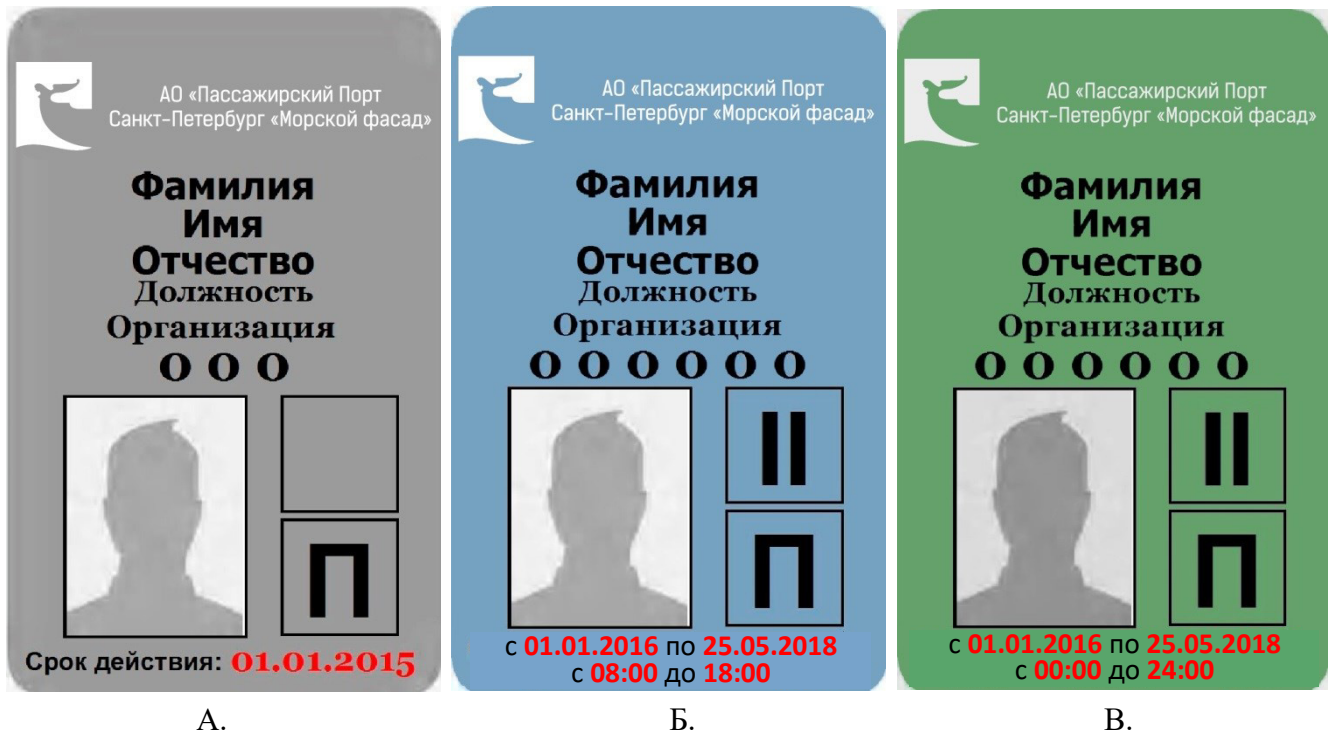 АО «Пассажирский Порт
Санкт-Петербург «Морской фасад»
Фамилия
Имя
Отчество
Должность
Организация
О О О
П
Срок действия: 01.01.2015
А.
АО «Пассажирский Порт
Санкт-Петербург «Морской фасад»
Фамилия
Имя
Отчество
Должность
Организация
О О О О О О
II
П
с 01.01.2016 по 25.05.2018
с 08:00 до 18:00
Б.
АО «Пассажирский Порт
Санкт-Петербург «Морской фасад»
Фамилия
Имя
Отчество
Должность
Организация
О О О О О О
II
П
с 01.01.2016 по 25.05.2018
с 00:00 до 24:00
В.